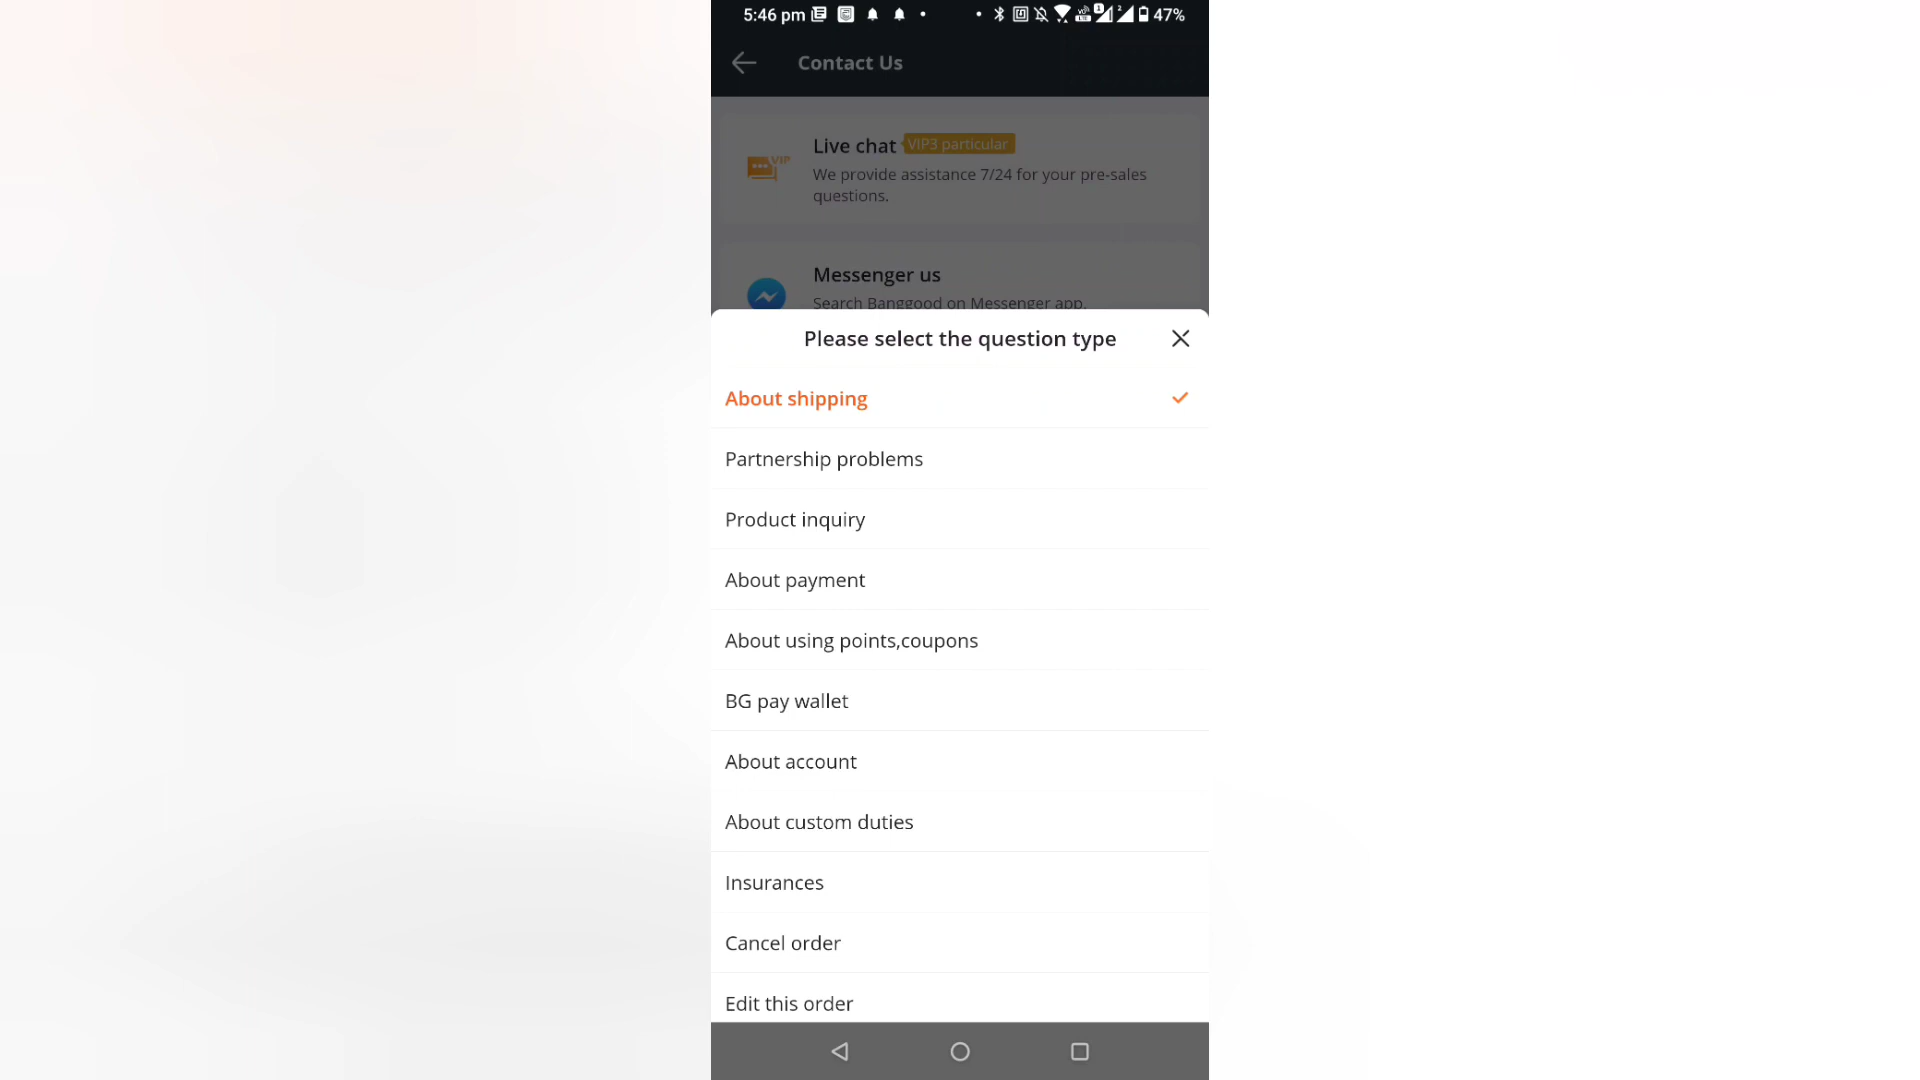 5:46 pm
47%
Contact Us
Live chat VIP3 particular
VIP
We provide assistance 7/24 for your pre-sales
questions.
Messenger us
Search Banggood on Messenger app.
Please select the question type
About shipping
Partnership problems
Product inquiry
About payment
About using points,coupons
BG pay wallet
About account
About custom duties
Insurances
Cancel order
Edit this order